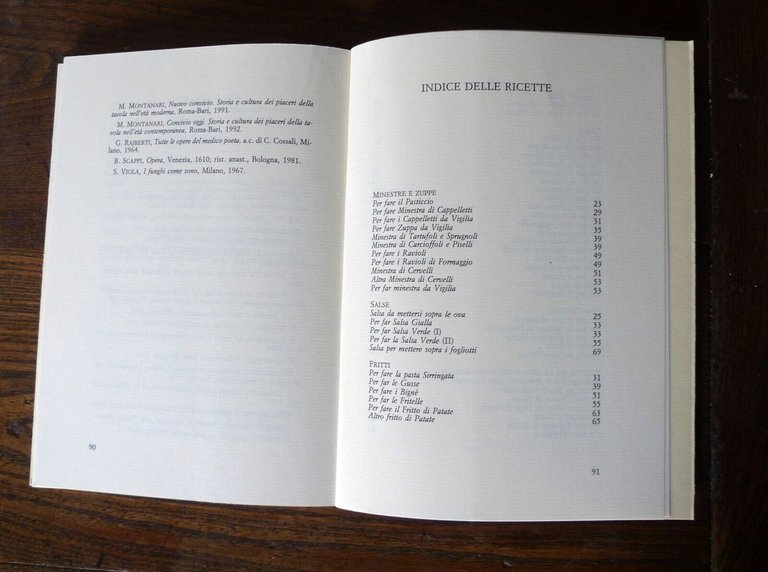 M. MONTANARI, Nuovo convivio. Storia e cultura dei piaceri della
tavola nell'età moderna, Roma-Bari, 1991.
M. MONTANARI, Convivio oggi. Storia e cultura dei piaceri della ta-
vola nell'età contemporanea, Roma-Bari, 1992.
G. RAJBERTI, Tutte le opere del medico poeta, a.c. di C. Cossali, Mi-
lano, 1964.
B. SCAPPI, Opera, Venezia, 1610; rist. anast., Bologna, 1981.
S. VIOLA, I funghi come sono, Milano, 1967.
90
INDICE DELLE RICETTE
MINESTRE E ZUPPE
Per fare il Pasticcio 23
Per fare Minestra di Cappelletti 29
Per fare i Cappelletti da Vigilia 31
Per fare Zuppa da Vigilia 35
Minestra di Tartufoli e Sprugnoli 39
Minestra di Carcioffoli e Piselli 39
Per fare i Ravioli 49
Per fare i Ravioli di Formaggio 49
Minestra di Cervelli 51
Altra Minestra di Cervelli 53
Per far minestra da Vigilia 53
SALSE
Salsa da mettersi sopra le ova 25
Per far Salsa Gialla 33
Per far Salsa Verde (I) 33
Per far la Salsa Verde (II) 55
Salsa per mettere sopra i fogliotti 69
FRITTI
Per fare la pasta Sirringata 31
Per far le Gusse 39
Per fare i Bignè 51
Per far le Fritelle 55
Per fare il Fritto di Patate 63
Altro fritto di Patate 65
91